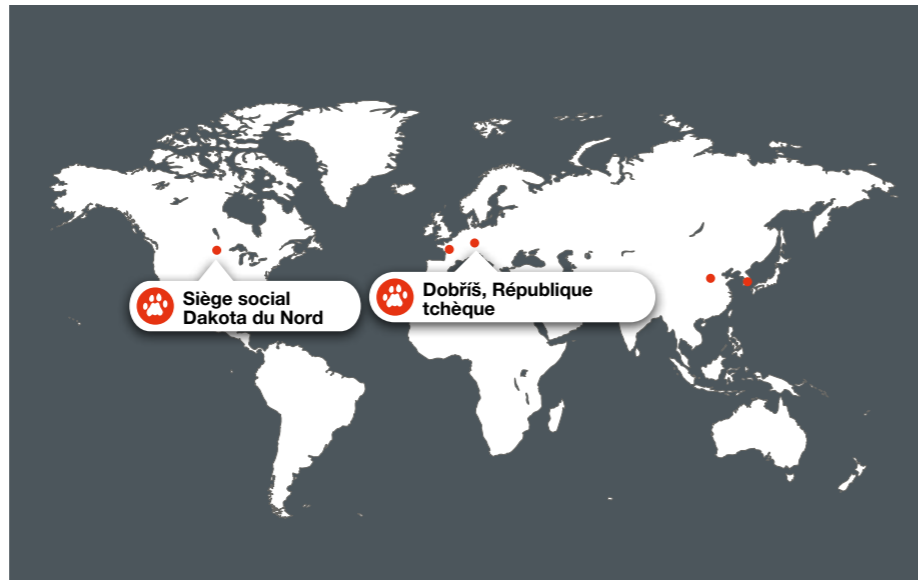 Siège social
Dakota du Nord
Dobříš, République
tchèque